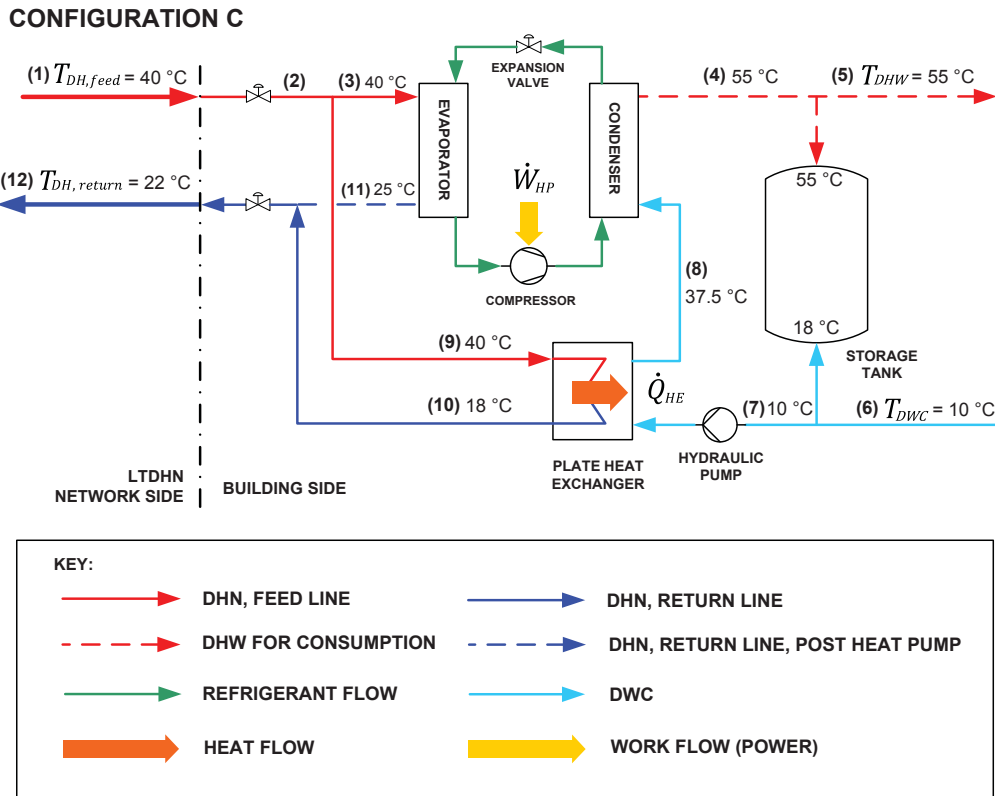 CONFIGURATION C
(1) T_DH,feed = 40 °C
(2)
(3) 40 °C
EXPANSION
VALVE
(4) 55 °C
(5) T_DHW = 55 °C
EVAPORATOR
CONDENSER
Ẇ_HP
(12) T_DH,return = 22 °C
(11) 25 °C
55 °C
COMPRESSOR
(8)
37.5 °C
18 °C
(9) 40 °C
STORAGE
TANK
Q̇_HE
(10) 18 °C
(7)10 °C
(6) T_DWC = 10 °C
HYDRAULIC
PUMP
PLATE HEAT
EXCHANGER
LTDHN
NETWORK SIDE
BUILDING SIDE
KEY:
DHN, FEED LINE
DHN, RETURN LINE
DHW FOR CONSUMPTION
DHN, RETURN LINE, POST HEAT PUMP
REFRIGERANT FLOW
DWC
HEAT FLOW
WORK FLOW (POWER)